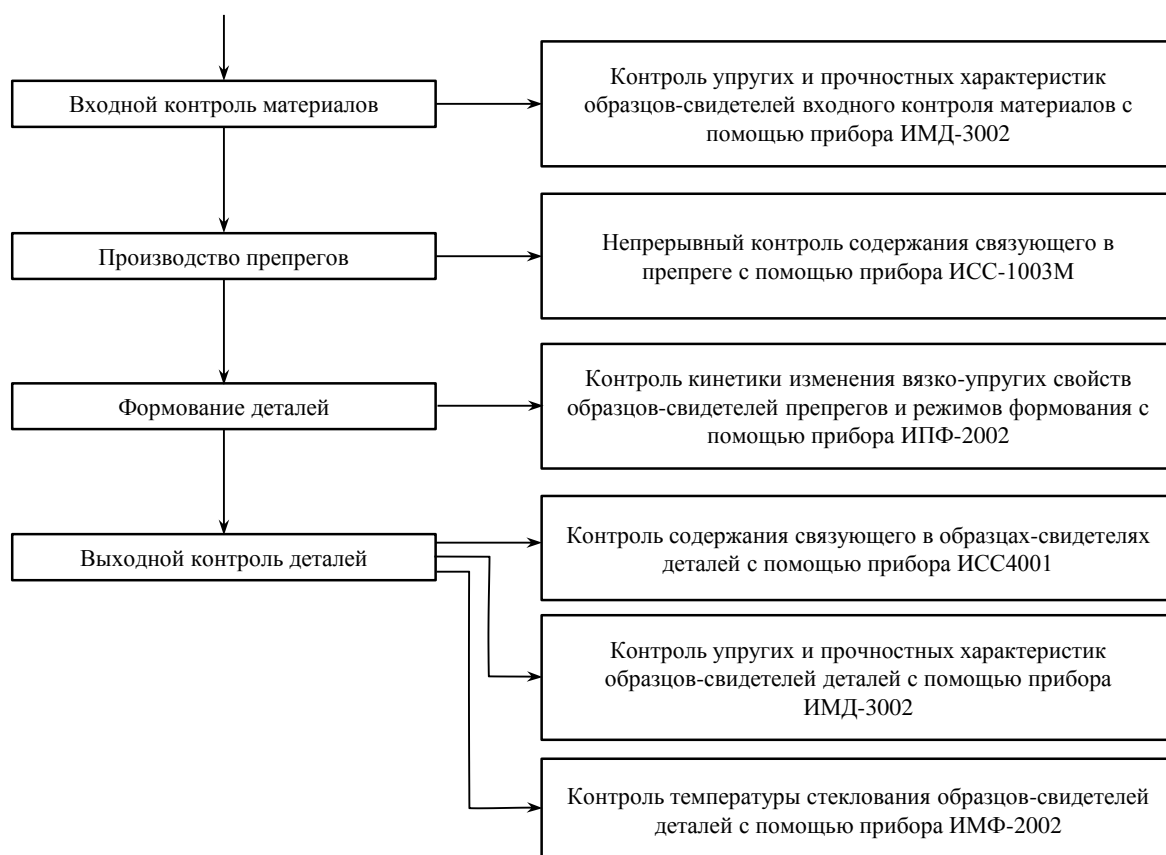 Входной контроль материалов
Контроль упругих и прочностных характеристик
образцов-свидетелей входного контроля материалов с
помощью прибора ИМД-3002
Производство препрегов
Непрерывный контроль содержания связующего в
препреге с помощью прибора ИСС-1003М
Формование деталей
Контроль кинетики изменения вязко-упругих свойств
образцов-свидетелей препрегов и режимов формования с
помощью прибора ИПФ-2002
Выходной контроль деталей
Контроль содержания связующего в образцах-свидетелях
деталей с помощью прибора ИСС4001
Контроль упругих и прочностных характеристик
образцов-свидетелей деталей с помощью прибора
ИМД-3002
Контроль температуры стеклования образцов-свидетелей
деталей с помощью прибора ИМФ-2002